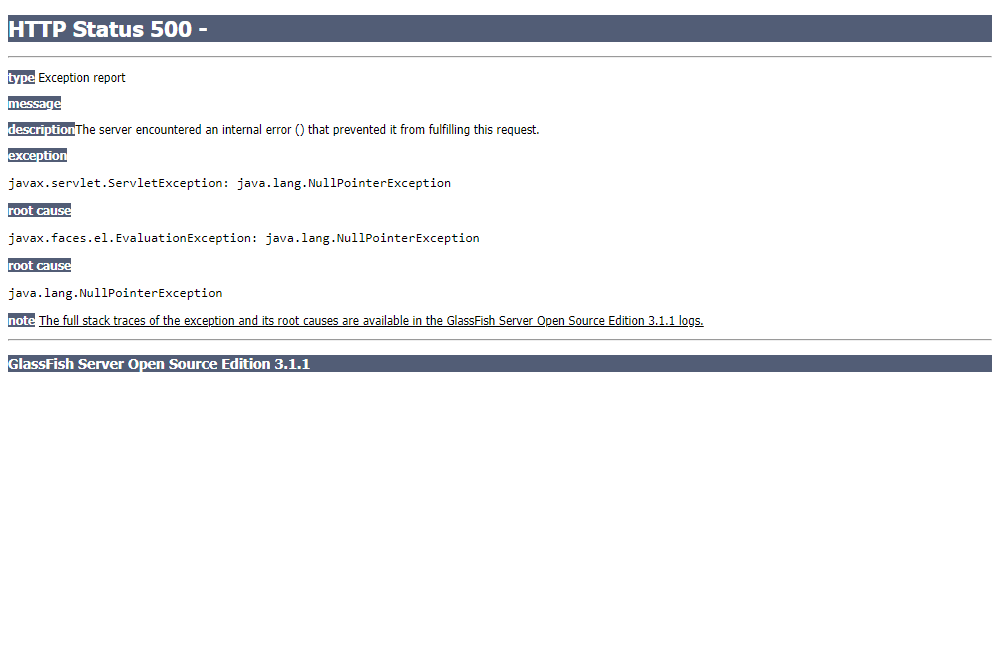 HTTP Status 500 -
type Exception report
message
descriptionThe server encountered an internal error () that prevented it from fulfilling this request.
exception
javax.servlet.ServletException: java.lang.NullPointerException
root cause
javax.faces.el.EvaluationException: java.lang.NullPointerException
root cause
java.lang.NullPointerException
note The full stack traces of the exception and its root causes are available in the GlassFish Server Open Source Edition 3.1.1 logs.
GlassFish Server Open Source Edition 3.1.1